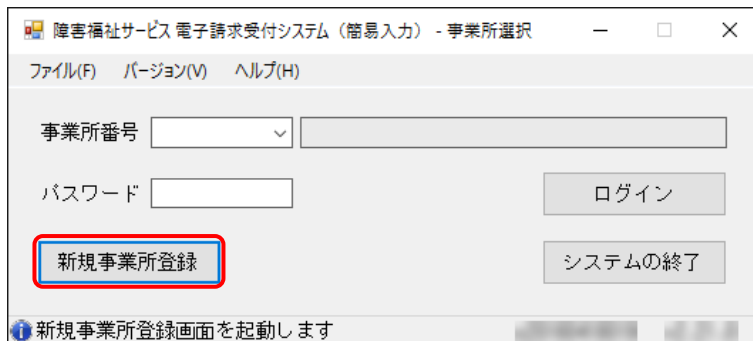 障害福祉サービス 電子請求受付システム（簡易入力） - 事業所選択
ファイル(F) バージョン(V) ヘルプ(H)
事業所番号
パスワード ログイン
新規事業所登録 システムの終了
新規事業所登録画面を起動します